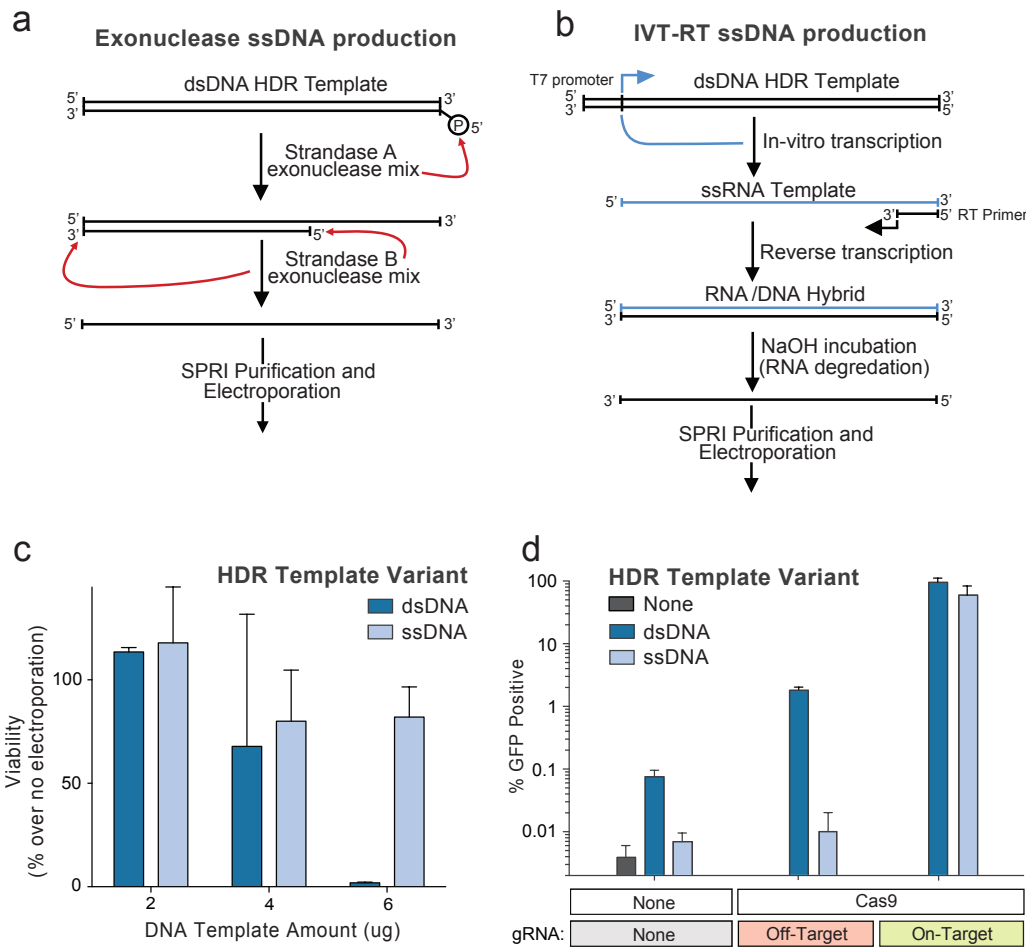 a
Exonuclease ssDNA production
dsDNA HDR Template
5’
3’
3’
P
5’
Strandase A
exonuclease mix
5’
3’
3’
5’
Strandase B
exonuclease mix
5’
3’
SPRI Purification and
Electroporation
b
IVT-RT ssDNA production
T7 promoter
dsDNA HDR Template
5’
3’
3’
5’
In-vitro transcription
ssRNA Template
5’
3’
3’
5’
RT Primer
Reverse transcription
RNA/DNA Hybrid
5’
3’
3’
5’
NaOH incubation
(RNA degredation)
3’
5’
SPRI Purification and
Electroporation
c
HDR Template Variant
dsDNA
ssDNA
Viability
(% over no electroporation)
100
50
0
2
4
6
DNA Template Amount (ug)
d
HDR Template Variant
None
dsDNA
ssDNA
% GFP Positive
100
10
1
0.1
0.01
None
Cas9
gRNA:
None
Off-Target
On-Target